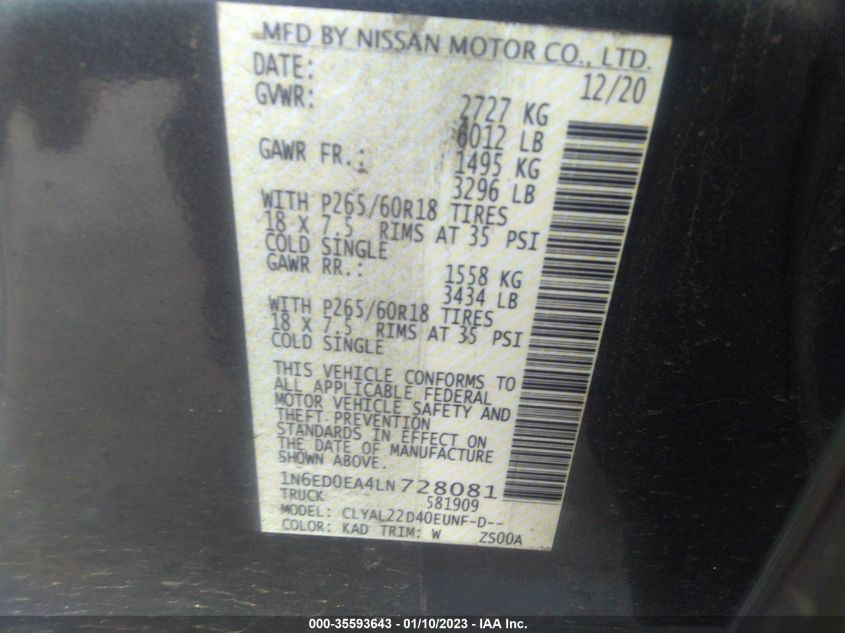 MFD BY NISSAN MOTOR CO., LTD.
DATE: 12/20
GVWR: 2727 KG
6012 LB
GAWR FR.: 1495 KG
3296 LB
WITH P265/60R18 TIRES
18 X 7.5 RIMS AT 35 PSI
COLD SINGLE
GAWR RR.: 1558 KG
3434 LB
WITH P265/60R18 TIRES
18 X 7.5 RIMS AT 35 PSI
COLD SINGLE
THIS VEHICLE CONFORMS TO
ALL APPLICABLE FEDERAL
MOTOR VEHICLE SAFETY AND
THEFT PREVENTION
STANDARDS IN EFFECT ON
THE DATE OF MANUFACTURE
SHOWN ABOVE.
1N6ED0EA4LN728081
TRUCK 581909
MODEL: CLYAL22D40EUNF-D--
COLOR: KAD TRIM: W ZS00A
000-35593643 - 01/10/2023 - IAA Inc.